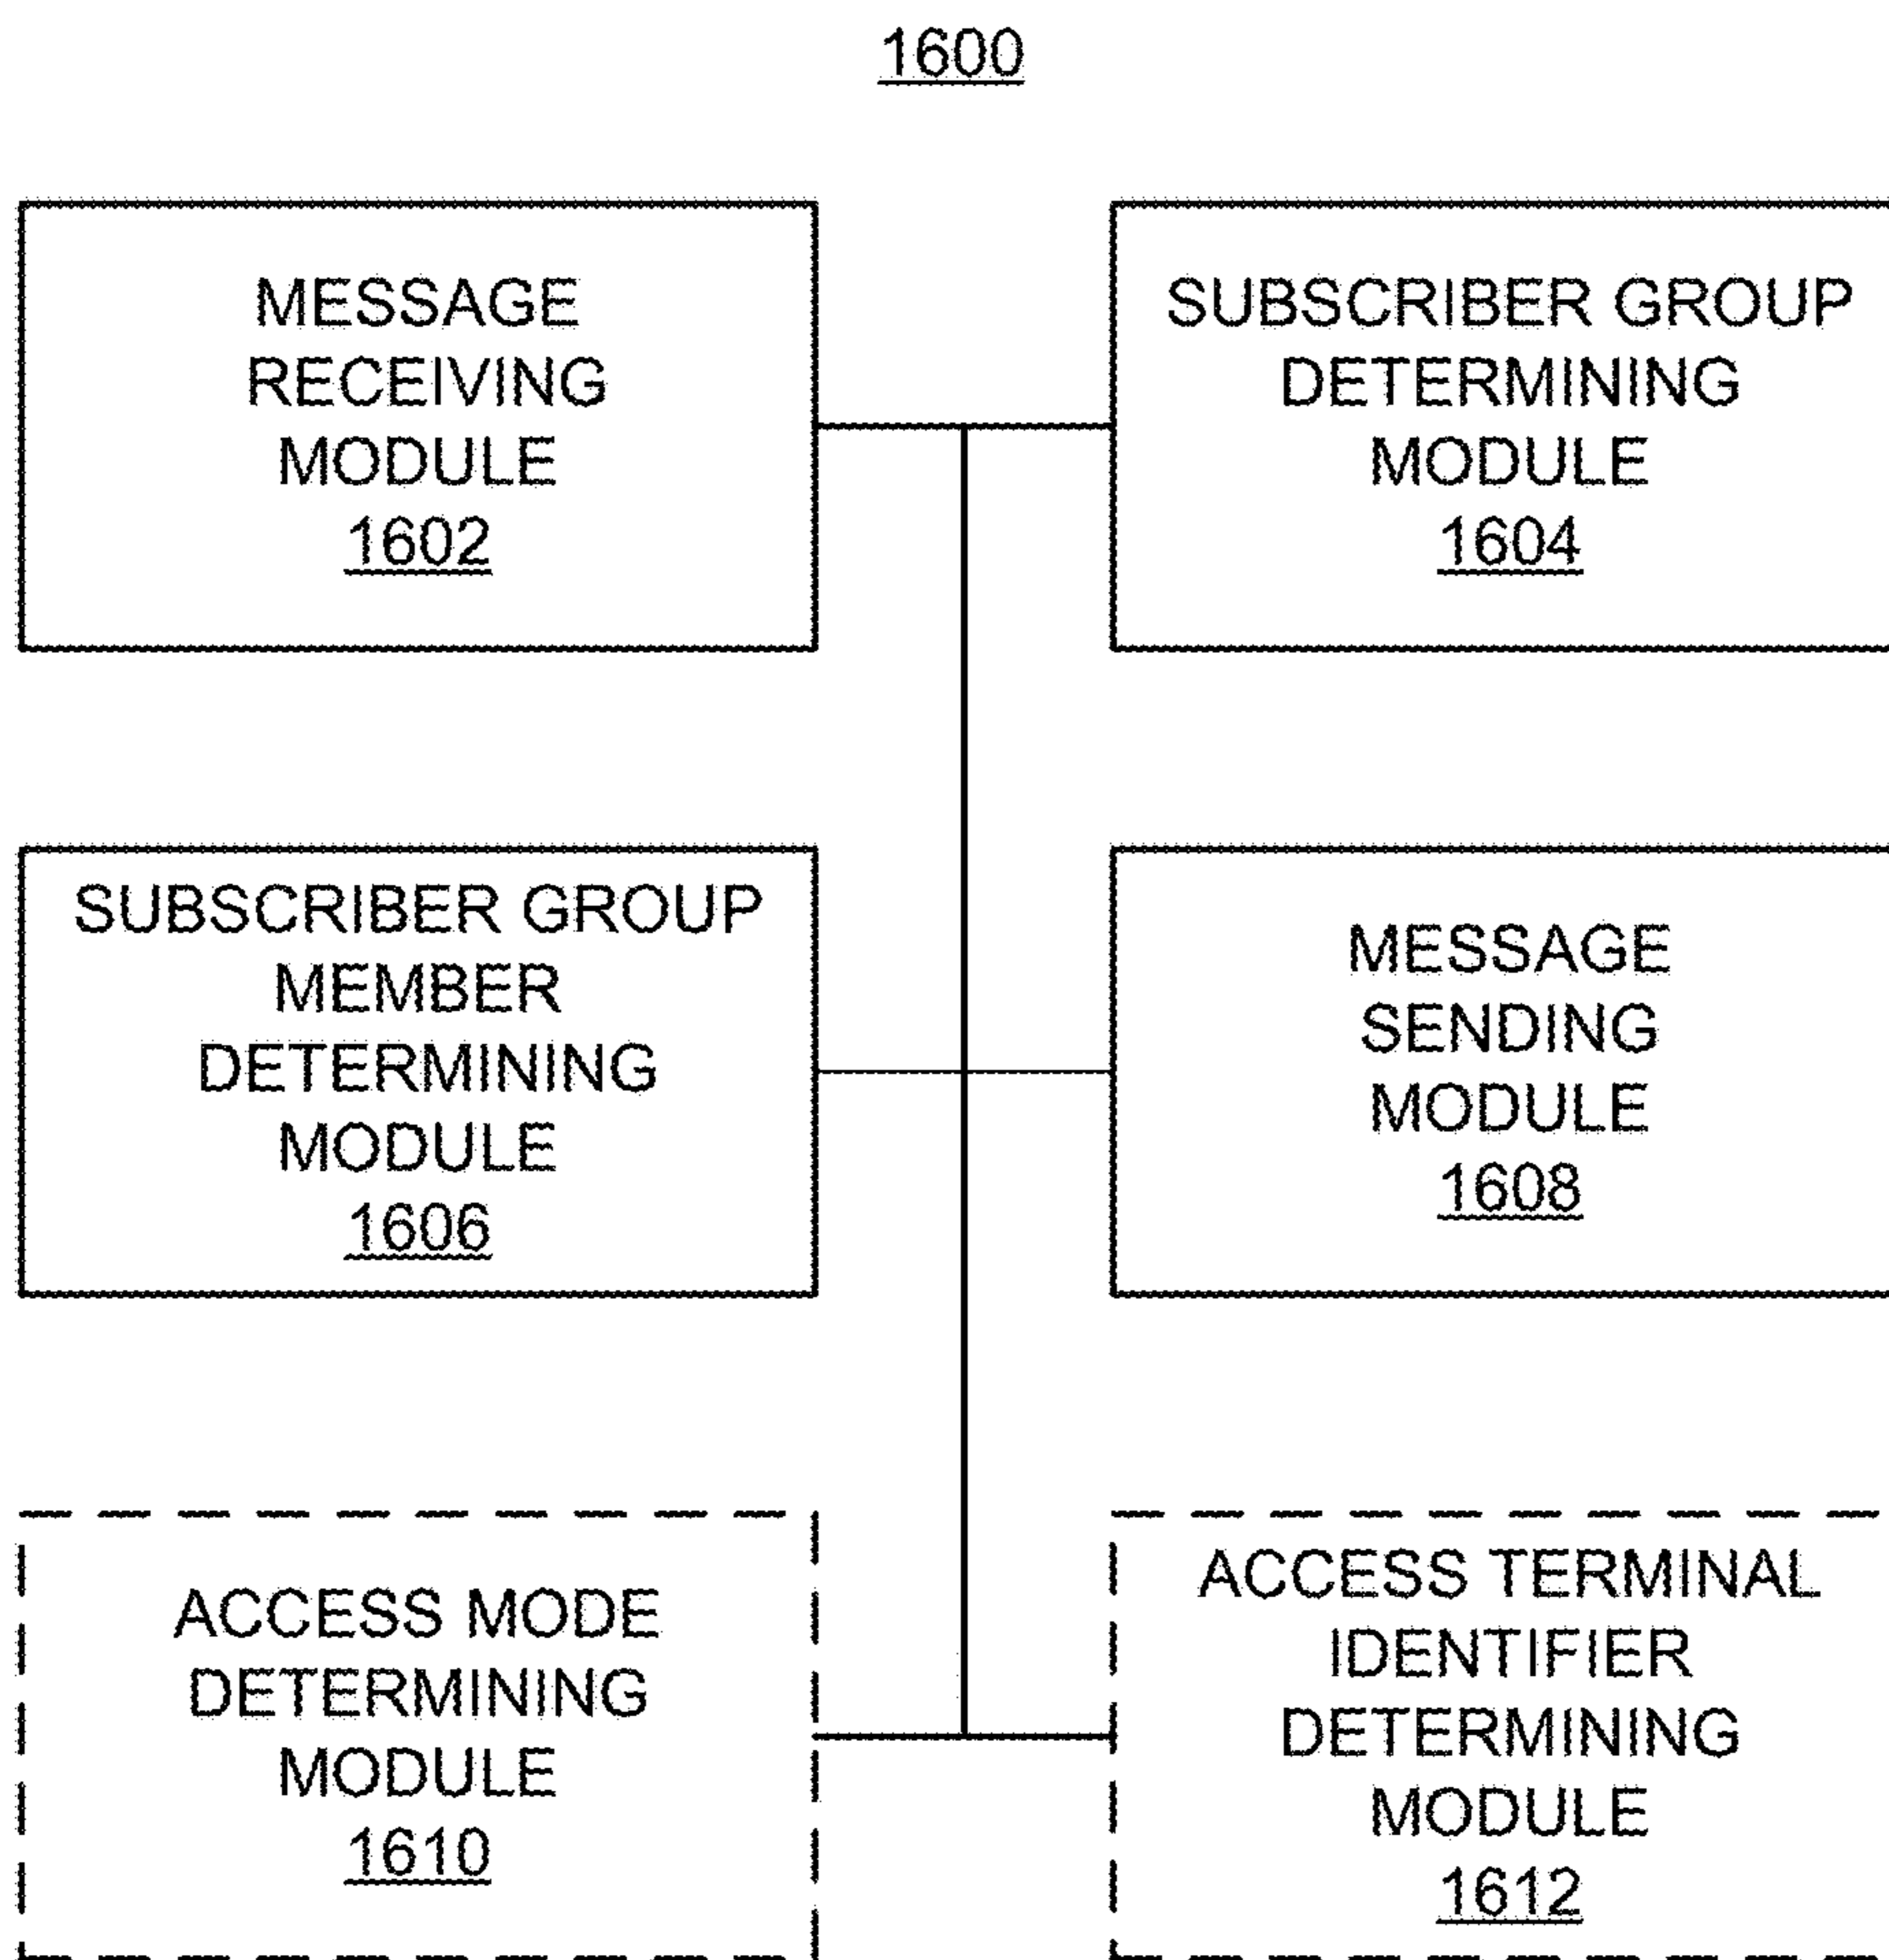 1600
MESSAGE
RECEIVING
MODULE
1602
SUBSCRIBER GROUP
DETERMINING
MODULE
1604
SUBSCRIBER GROUP
MEMBER
DETERMINING
MODULE
1606
MESSAGE
SENDING
MODULE
1608
ACCESS MODE
DETERMINING
MODULE
1610
ACCESS TERMINAL
IDENTIFIER
DETERMINING
MODULE
1612